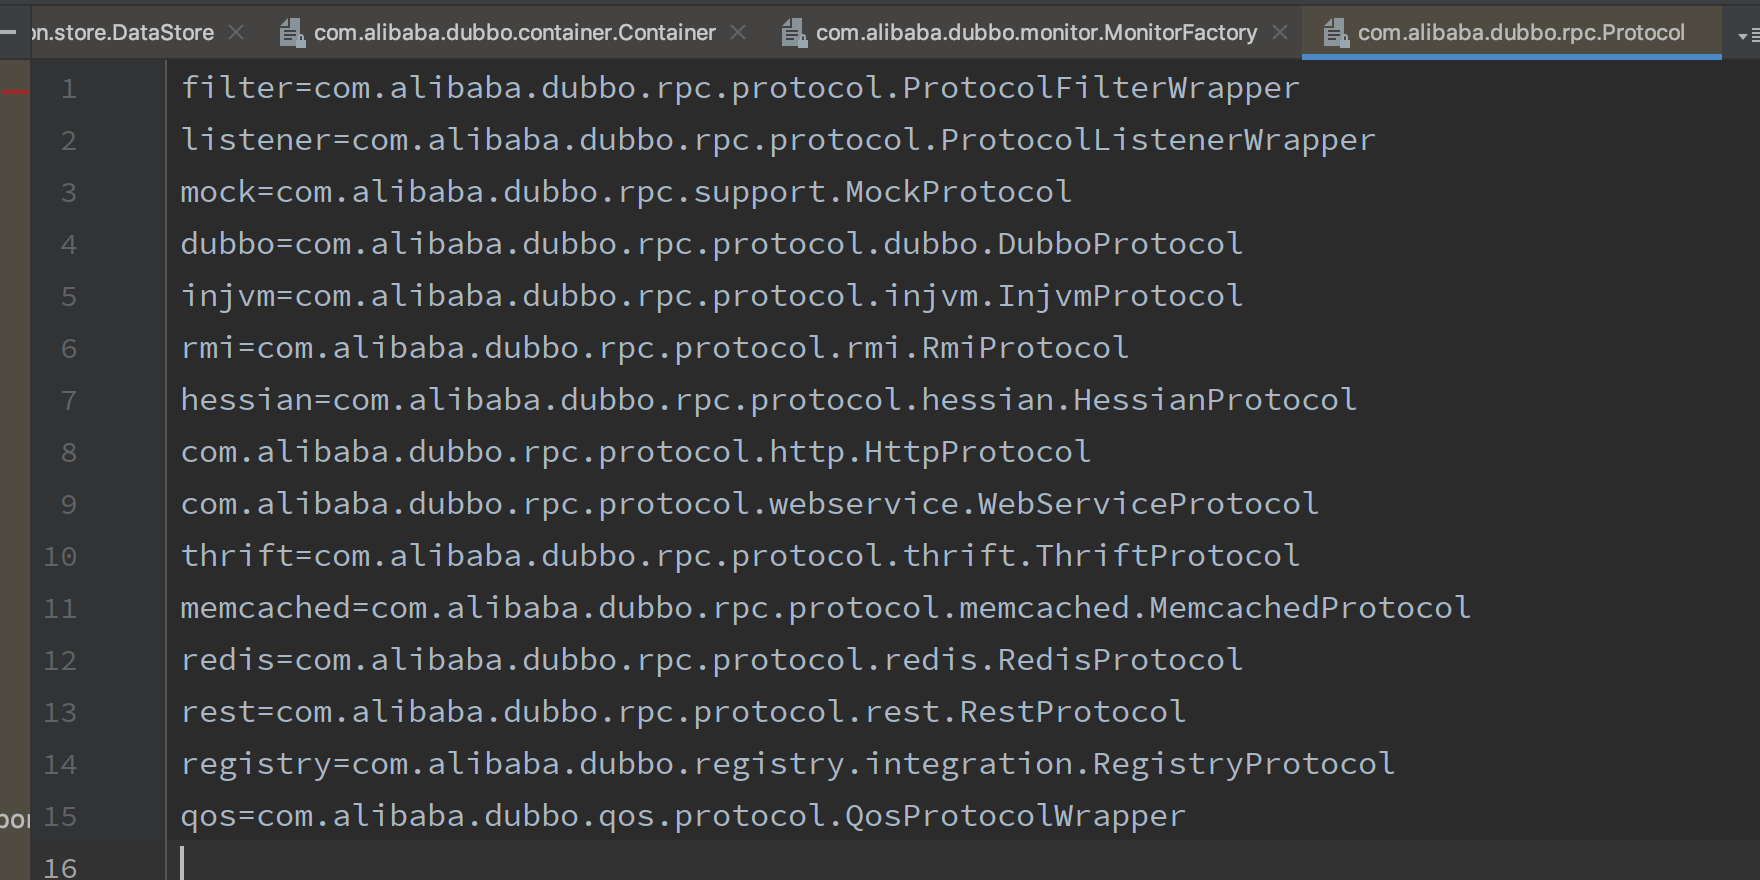 on.store.DataStore com.alibaba.dubbo.container.Container com.alibaba.dubbo.monitor.MonitorFactory com.alibaba.dubbo.rpc.Protocol
1 filter=com.alibaba.dubbo.rpc.protocol.ProtocolFilterWrapper
2 listener=com.alibaba.dubbo.rpc.protocol.ProtocolListenerWrapper
3 mock=com.alibaba.dubbo.rpc.support.MockProtocol
4 dubbo=com.alibaba.dubbo.rpc.protocol.dubbo.DubboProtocol
5 injvm=com.alibaba.dubbo.rpc.protocol.injvm.InjvmProtocol
6 rmi=com.alibaba.dubbo.rpc.protocol.rmi.RmiProtocol
7 hessian=com.alibaba.dubbo.rpc.protocol.hessian.HessianProtocol
8 com.alibaba.dubbo.rpc.protocol.http.HttpProtocol
9 com.alibaba.dubbo.rpc.protocol.webservice.WebServiceProtocol
10 thrift=com.alibaba.dubbo.rpc.protocol.thrift.ThriftProtocol
11 memcached=com.alibaba.dubbo.rpc.protocol.memcached.MemcachedProtocol
12 redis=com.alibaba.dubbo.rpc.protocol.redis.RedisProtocol
13 rest=com.alibaba.dubbo.rpc.protocol.rest.RestProtocol
14 registry=com.alibaba.dubbo.registry.integration.RegistryProtocol
15 qos=com.alibaba.dubbo.qos.protocol.QosProtocolWrapper
16